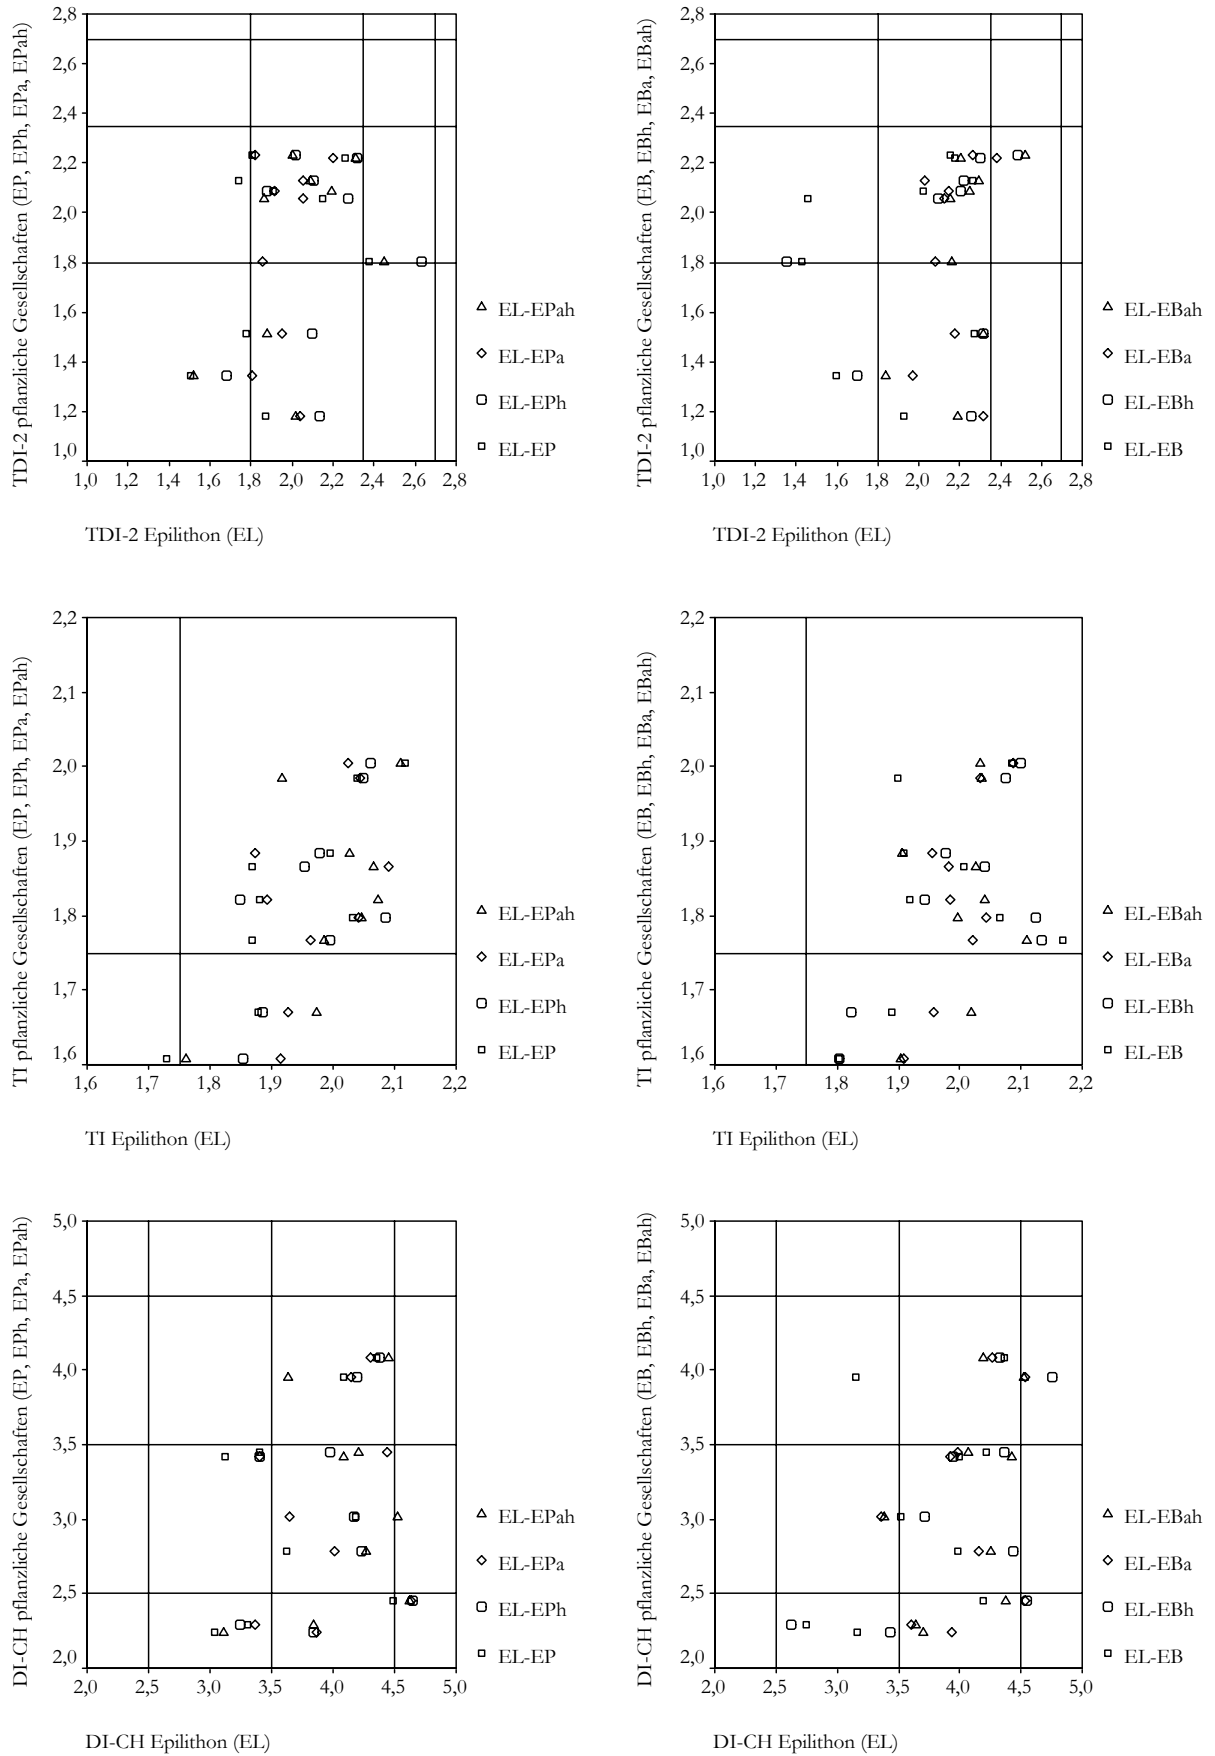 TDI-2 pflanzliche Gesellschaften (EP, EPh, EPa, EPah)
2,8
2,6
2,4
2,2
2,0
1,8
1,6
1,4
1,2
1,0
1,0 1,2 1,4 1,6 1,8 2,0 2,2 2,4 2,6 2,8
TDI-2 Epilithon (EL)
EL-EPah
EL-EPa
EL-EPh
EL-EP
TDI-2 pflanzliche Gesellschaften (EB, EBh, EBa, EBah)
2,8
2,6
2,4
2,2
2,0
1,8
1,6
1,4
1,2
1,0
1,0 1,2 1,4 1,6 1,8 2,0 2,2 2,4 2,6 2,8
TDI-2 Epilithon (EL)
EL-EBah
EL-EBa
EL-EBh
EL-EB
TI pflanzliche Gesellschaften (EP, EPh, EPa, EPah)
2,2
2,1
2,0
1,9
1,8
1,7
1,6
1,6 1,7 1,8 1,9 2,0 2,1 2,2
TI Epilithon (EL)
EL-EPah
EL-EPa
EL-EPh
EL-EP
TI pflanzliche Gesellschaften (EB, EBh, EBa, EBah)
2,2
2,1
2,0
1,9
1,8
1,7
1,6
1,6 1,7 1,8 1,9 2,0 2,1 2,2
TI Epilithon (EL)
EL-EBah
EL-EBa
EL-EBh
EL-EB
DI-CH pflanzliche Gesellschaften (EP, EPh, EPa, EPah)
5,0
4,5
4,0
3,5
3,0
2,5
2,0
2,0 2,5 3,0 3,5 4,0 4,5 5,0
DI-CH Epilithon (EL)
EL-EPah
EL-EPa
EL-EPh
EL-EP
DI-CH pflanzliche Gesellschaften (EB, EBh, EBa, EBah)
5,0
4,5
4,0
3,5
3,0
2,5
2,0
2,0 2,5 3,0 3,5 4,0 4,5 5,0
DI-CH Epilithon (EL)
EL-EBah
EL-EBa
EL-EBh
EL-EB